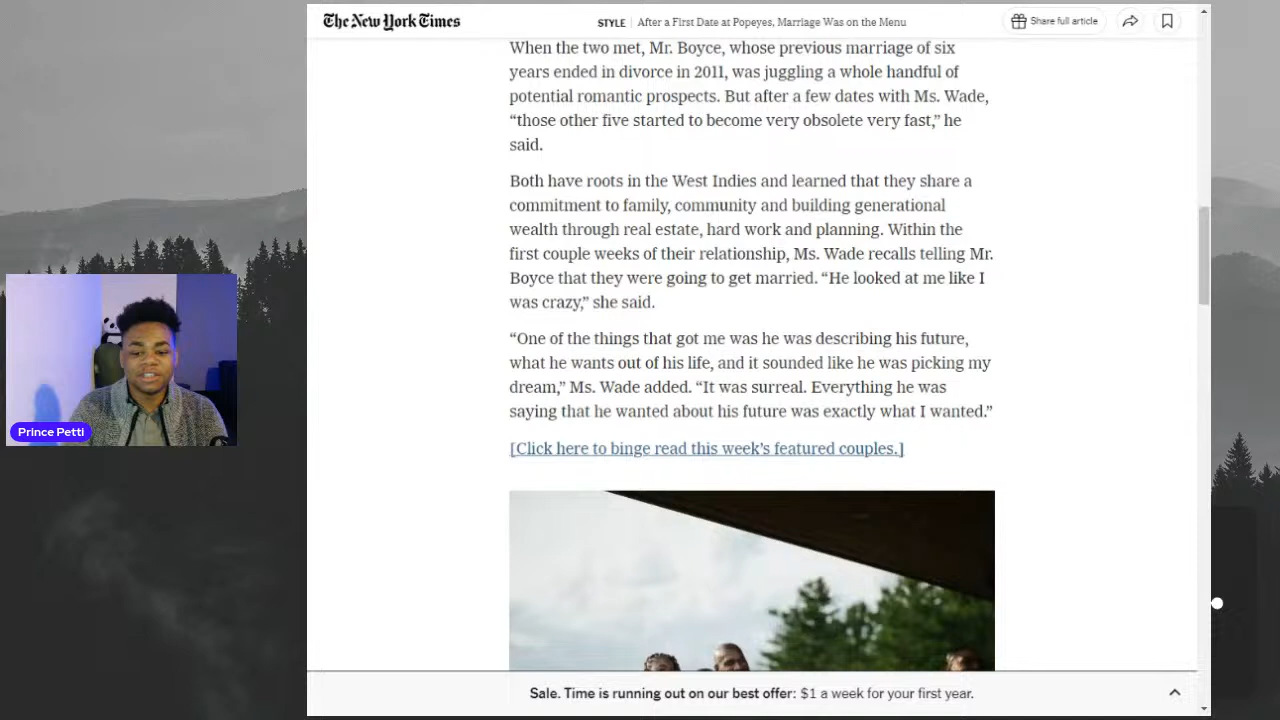 The New York Times
STYLE | After a First Date at Popeyes, Marriage Was on the Menu
Share full article
When the two met, Mr. Boyce, whose previous marriage of six
years ended in divorce in 2011, was juggling a whole handful of
potential romantic prospects. But after a few dates with Ms. Wade,
“those other five started to become very obsolete very fast,” he
said.
Both have roots in the West Indies and learned that they share a
commitment to family, community and building generational
wealth through real estate, hard work and planning. Within the
first couple weeks of their relationship, Ms. Wade recalls telling Mr.
Boyce that they were going to get married. “He looked at me like I
was crazy,” she said.
“One of the things that got me was he was describing his future,
what he wants out of his life, and it sounded like he was picking my
dream,” Ms. Wade added. “It was surreal. Everything he was
saying that he wanted about his future was exactly what I wanted.”
[Click here to binge read this week’s featured couples.]
Prince Petti
Sale. Time is running out on our best offer: $1 a week for your first year.